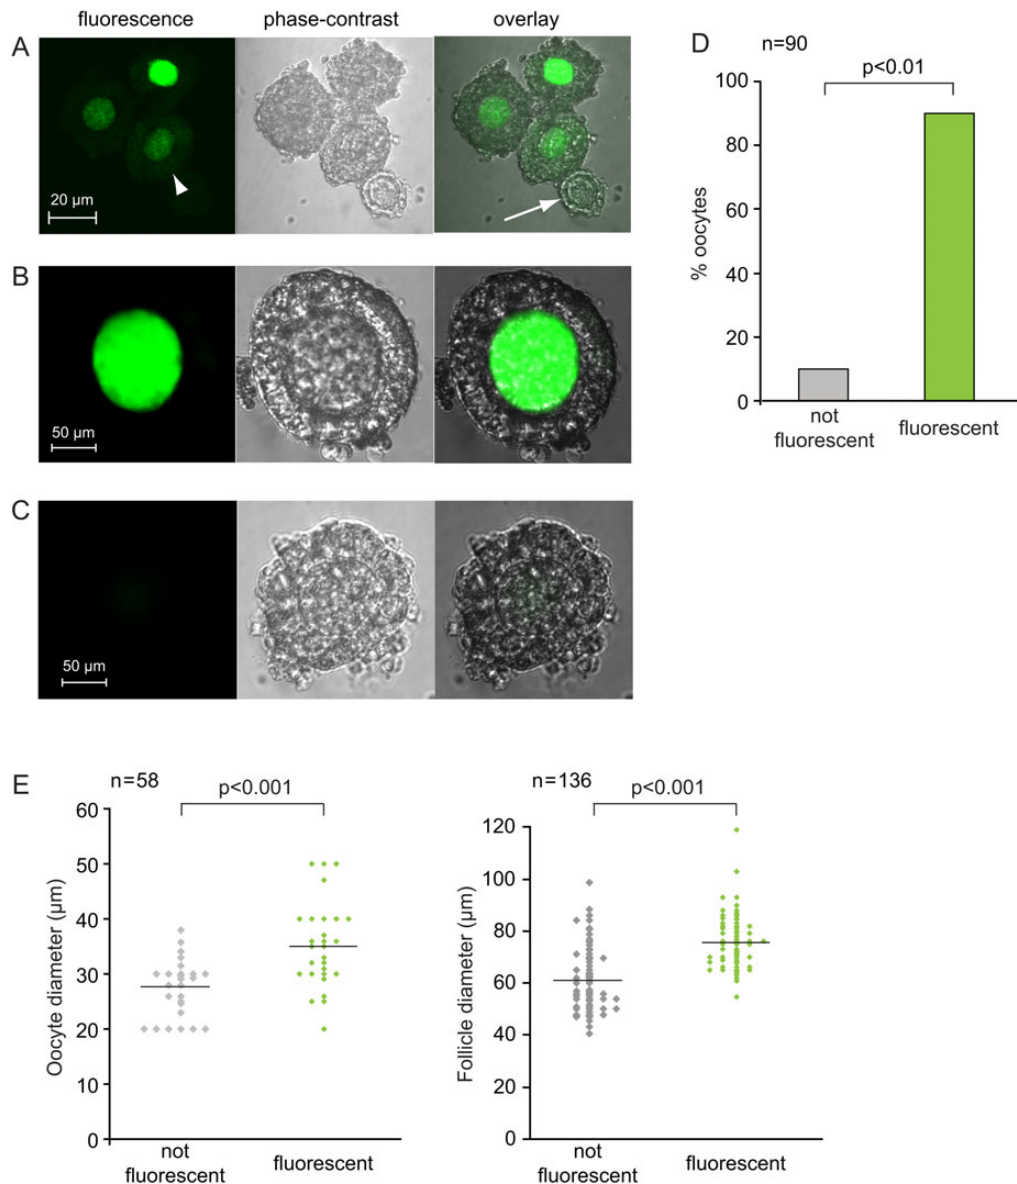 fluorescence phase-contrast overlay
A
20 µm
B
50 µm
C
50 µm
D
n=90
p<0.01
100
80
60
40
20
0
% oocytes
not
fluorescent
fluorescent
E
n=58
p<0.001
60
50
40
30
20
10
0
Oocyte diameter (µm)
not
fluorescent
fluorescent
n=136
p<0.001
120
100
80
60
40
20
0
Follicle diameter (µm)
not
fluorescent
fluorescent